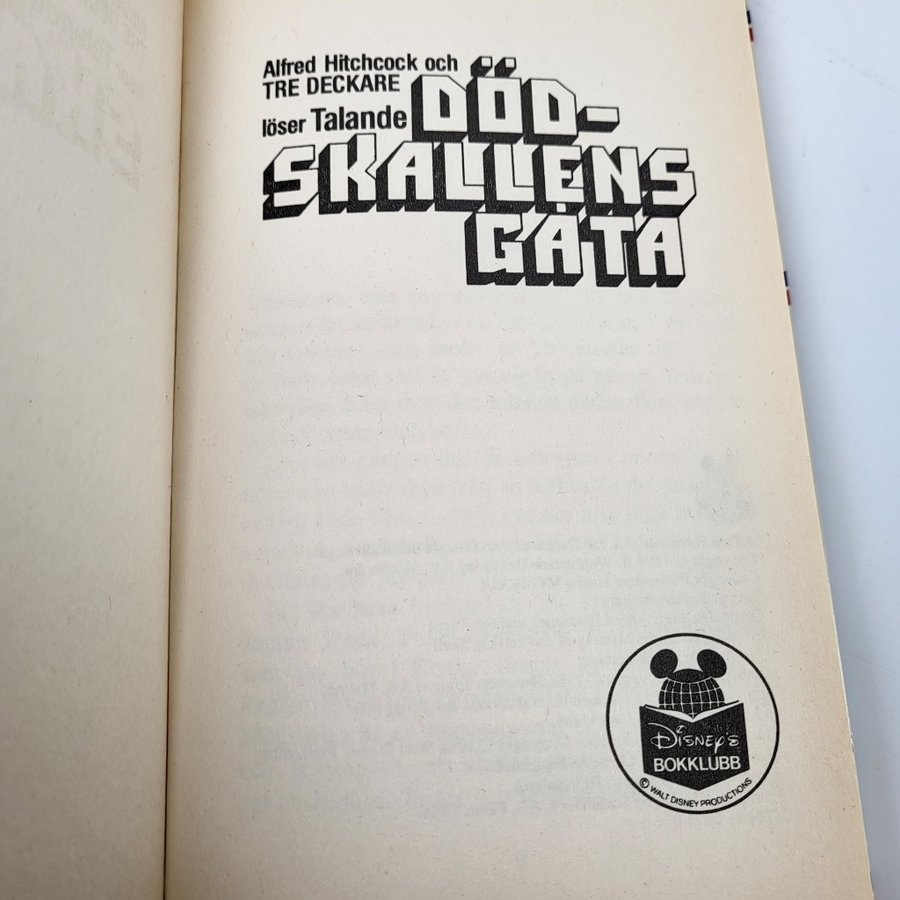 Alfred Hitchcock och
TRE DECKARE
löser Talande DÖD-
SKALLENS
GÅTA
Disney's
BOKKLUBB
© WALT DISNEY PRODUCTIONS